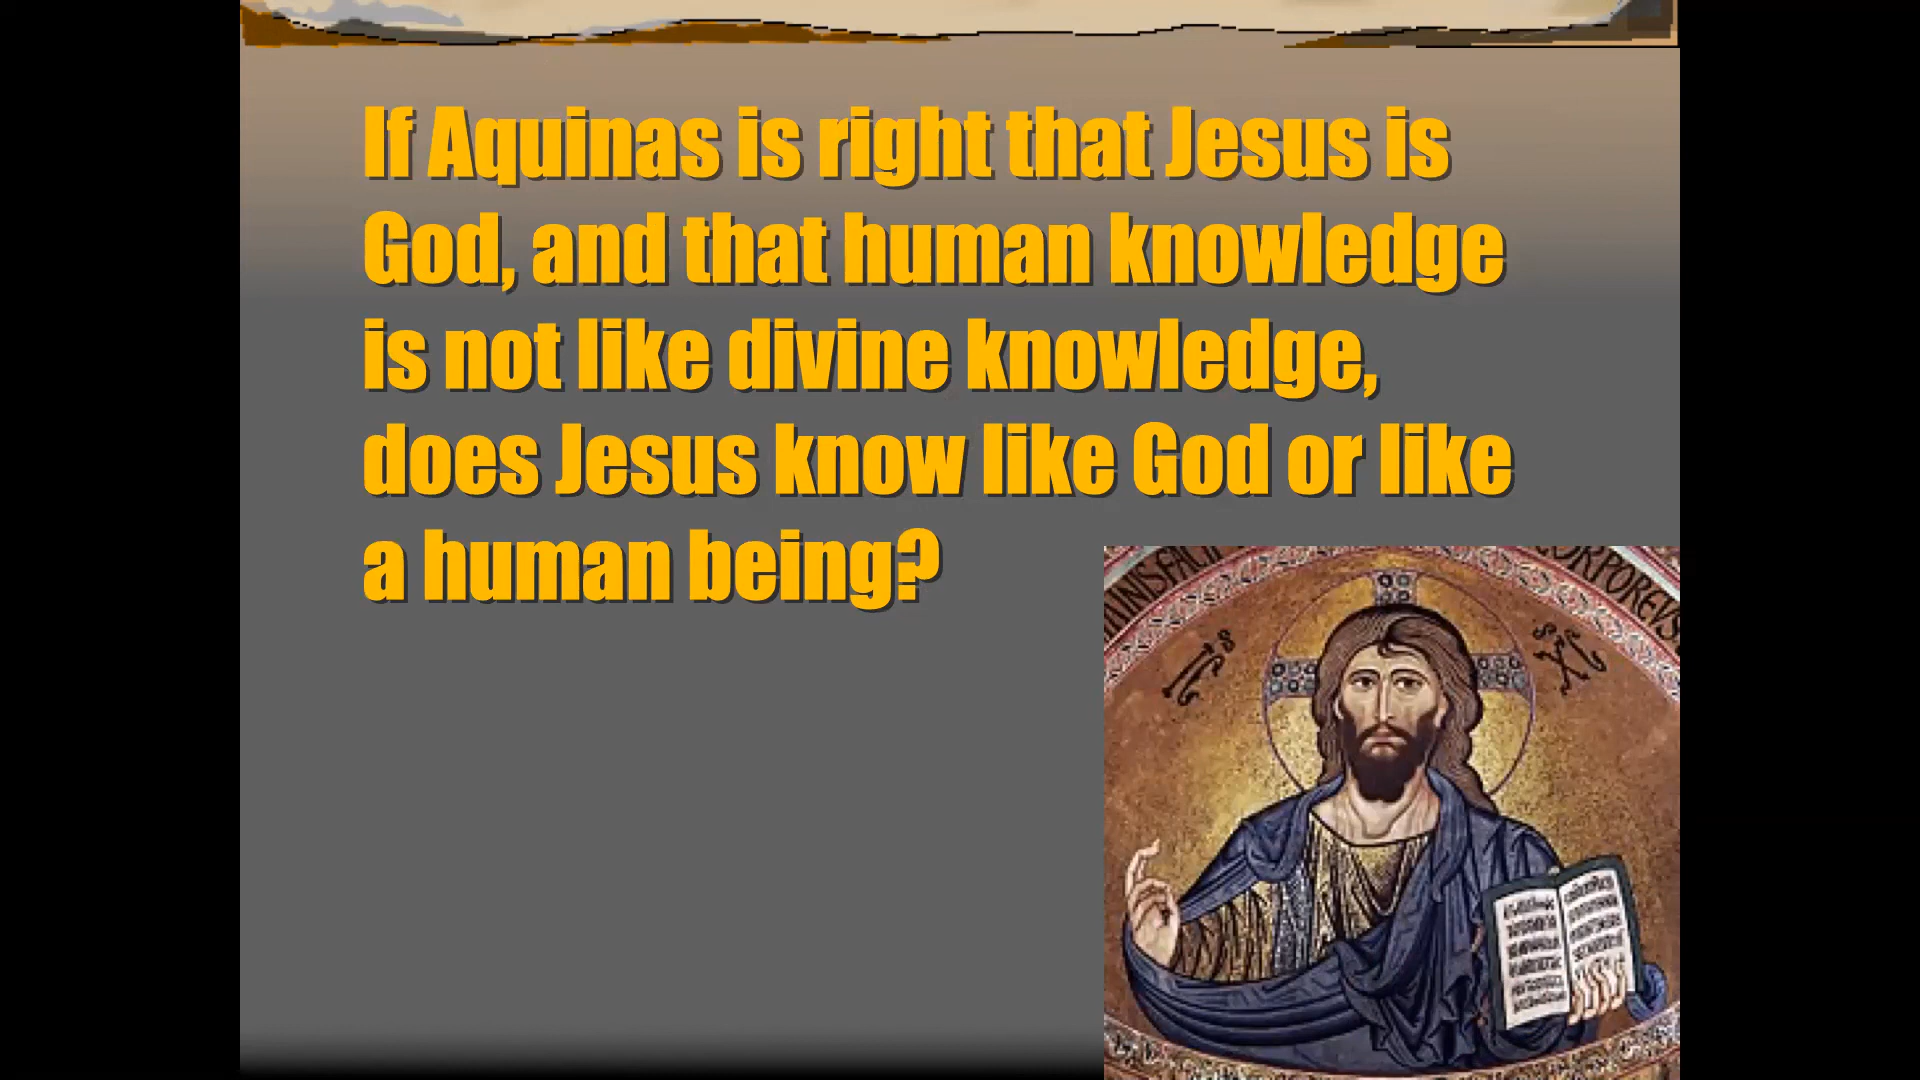 If Aquinas is right that Jesus is
God, and that human knowledge
is not like divine knowledge,
does Jesus know like God or like
a human being?
CORPOREVS